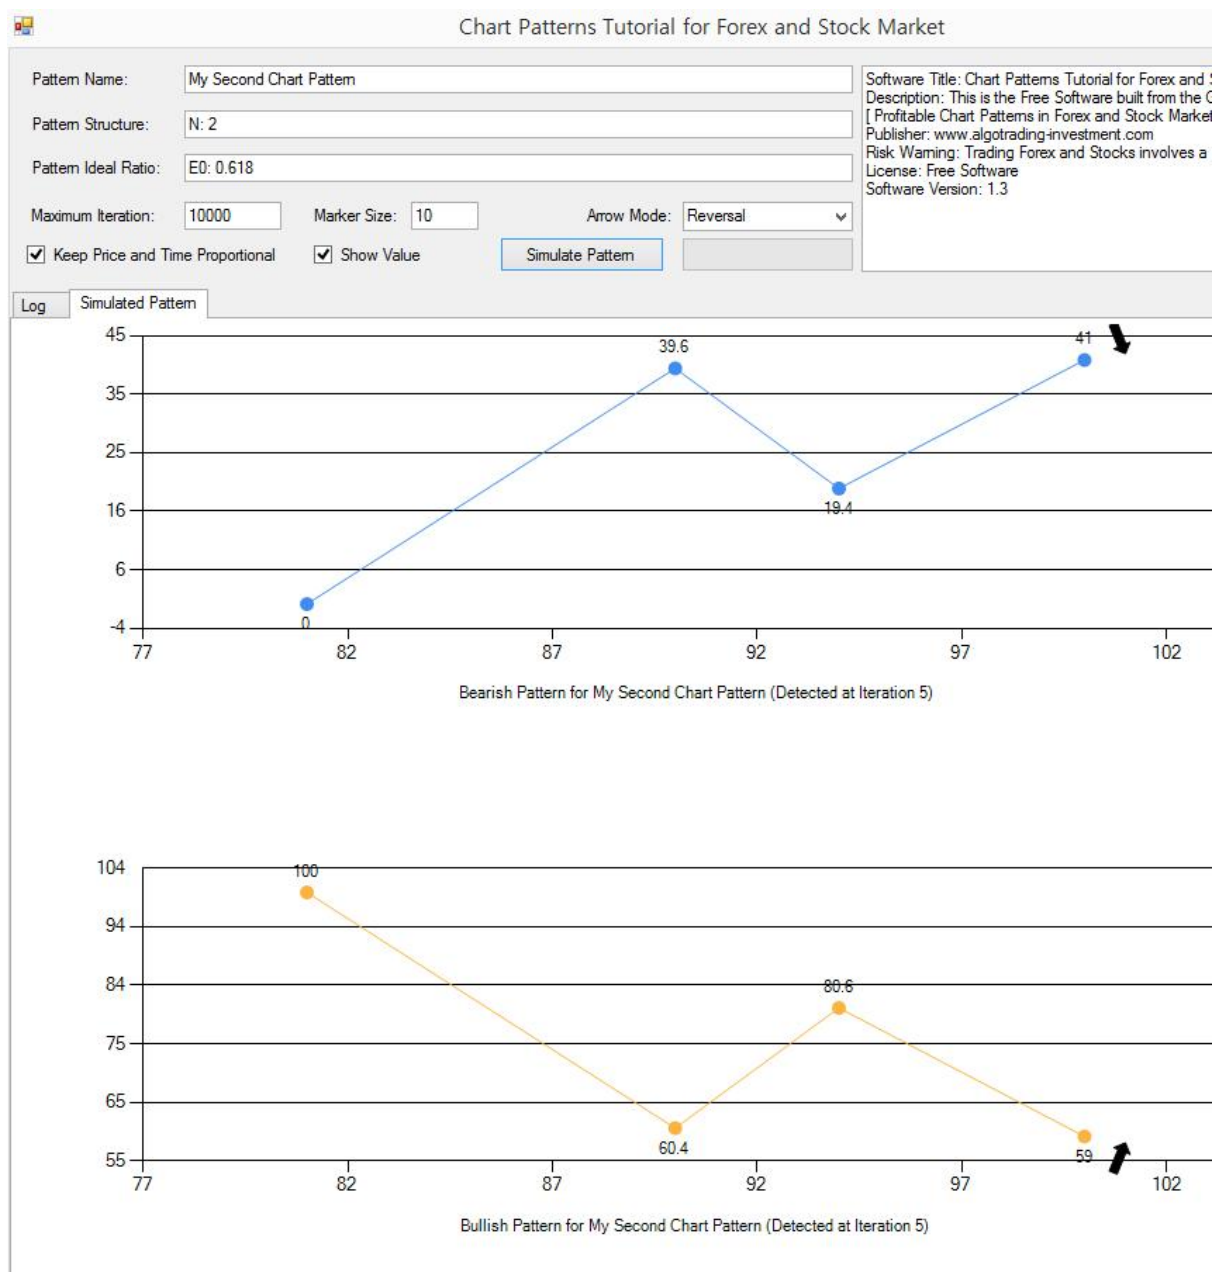 Chart Patterns Tutorial for Forex and Stock Market
Pattern Name: My Second Chart Pattern
Pattern Structure: N: 2
Pattern Ideal Ratio: E0: 0.618
Maximum Iteration: 10000 Marker Size: 10 Arrow Mode: Reversal
Keep Price and Time Proportional Show Value Simulate Pattern
Software Title: Chart Patterns Tutorial for Forex and
Description: This is the Free Software built from the
[ Profitable Chart Patterns in Forex and Stock Market
Publisher: www.algotrading-investment.com
Risk Warning: Trading Forex and Stocks involves a
License: Free Software
Software Version: 1.3
Log Simulated Pattern
45
39.6
41
35
25
16
19.4
6
0
-4
77 82 87 92 97 102
Bearish Pattern for My Second Chart Pattern (Detected at Iteration 5)
104
100
94
84
80.6
75
65
60.4
59
55
77 82 87 92 97 102
Bullish Pattern for My Second Chart Pattern (Detected at Iteration 5)